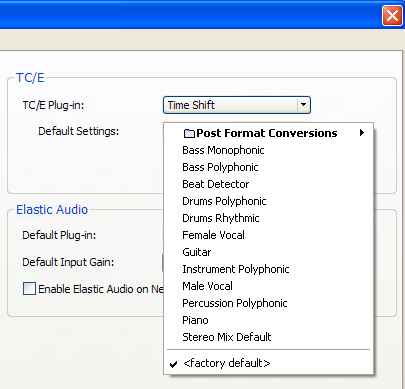 TC/E
TC/E Plug-in:
Time Shift
Default Settings:
Post Format Conversions
Bass Monophonic
Bass Polyphonic
Beat Detector
Drums Polyphonic
Drums Rhythmic
Female Vocal
Guitar
Instrument Polyphonic
Male Vocal
Percussion Polyphonic
Piano
Stereo Mix Default
<factory default>
Elastic Audio
Default Plug-in:
Default Input Gain:
Enable Elastic Audio on Ne